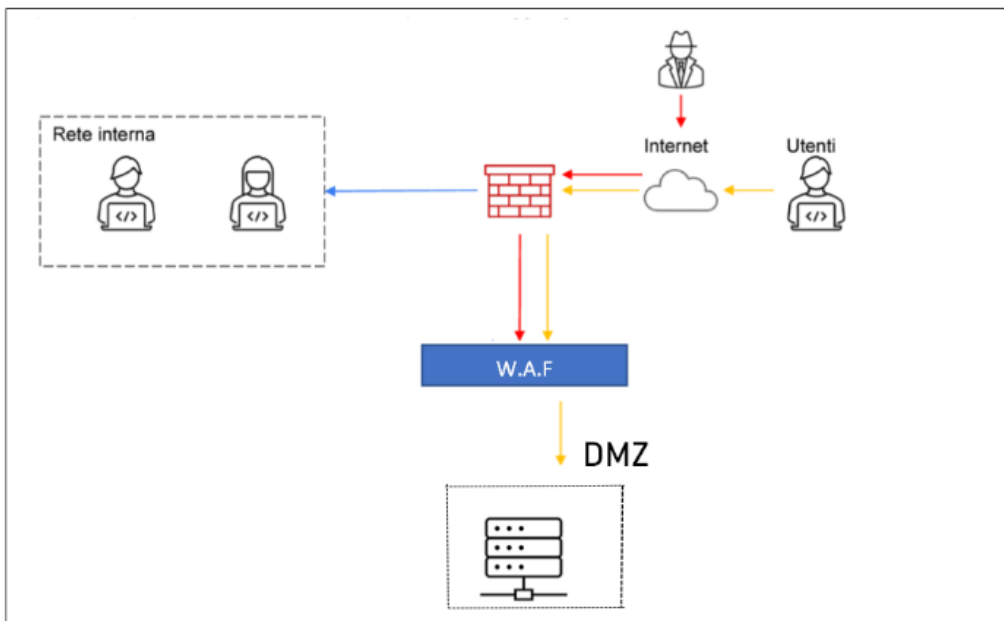 Rete interna
Internet
Utenti
</>
</>
</>
W.A.F
DMZ